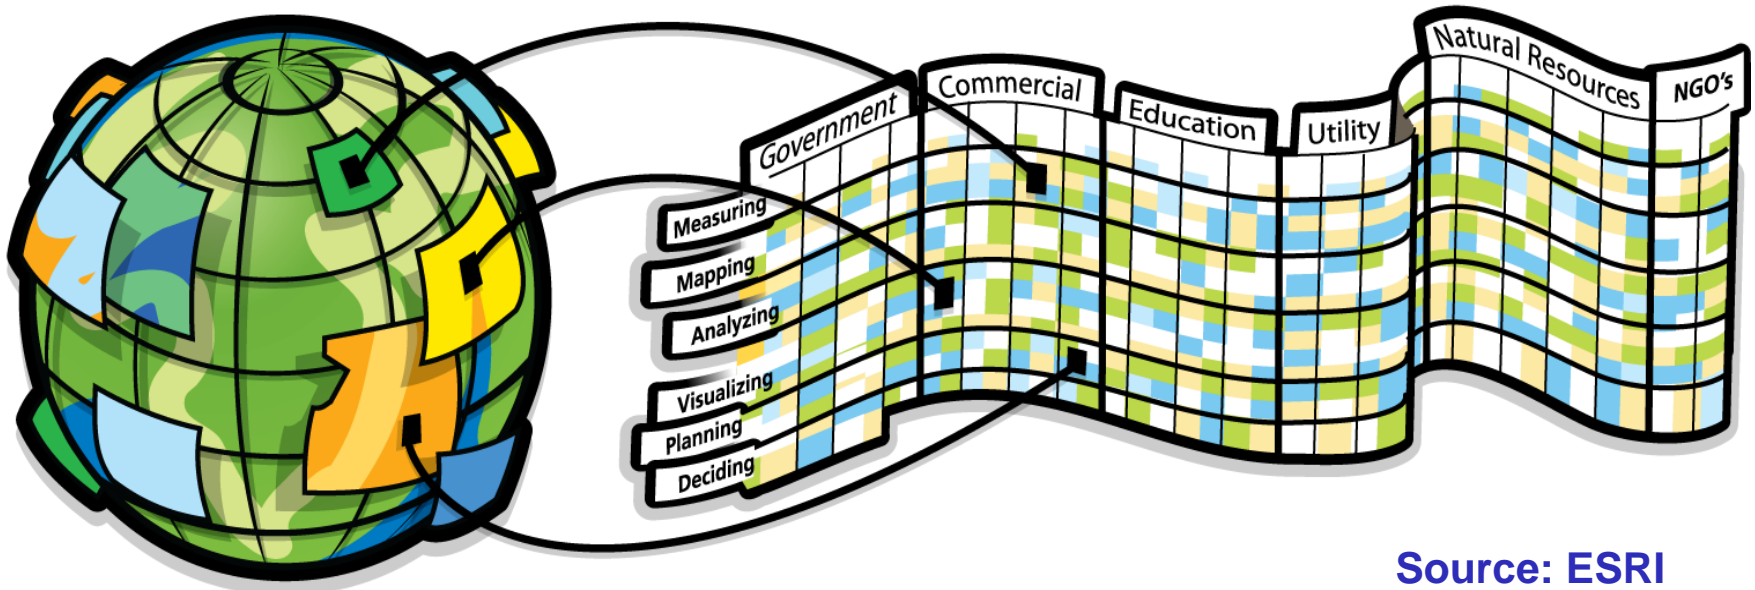 Government
Commercial
Education
Utility
Natural Resources
NGO's
Measuring
Mapping
Analyzing
Visualizing
Planning
Deciding
Source: ESRI